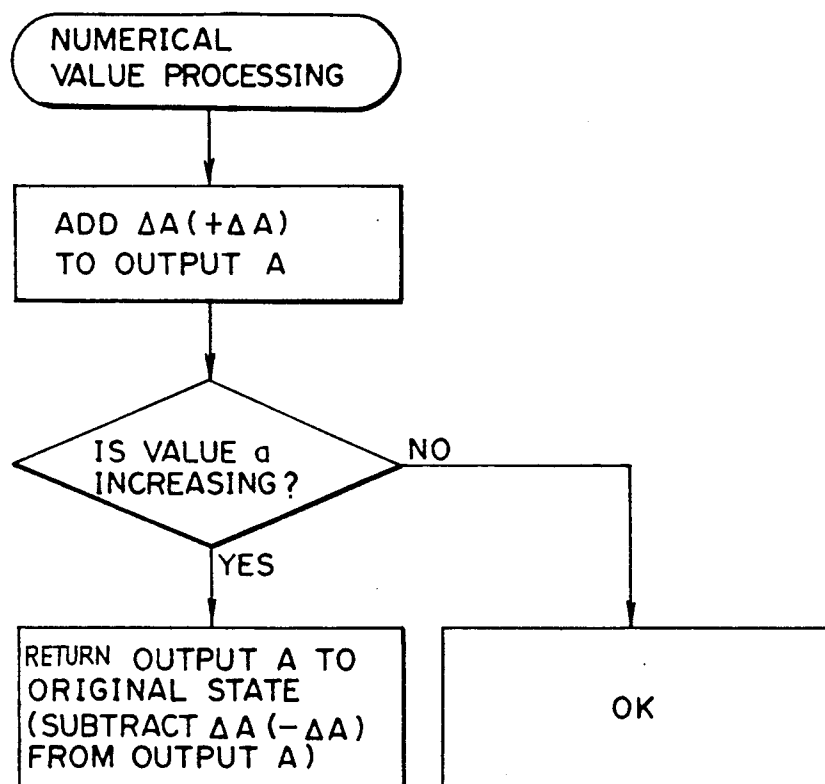 NUMERICAL
VALUE PROCESSING
ADD ΔA(+ΔA)
TO OUTPUT A
IS VALUE a
INCREASING?
NO
YES
RETURN OUTPUT A TO
ORIGINAL STATE
(SUBTRACT ΔA(-ΔA)
FROM OUTPUT A)
OK